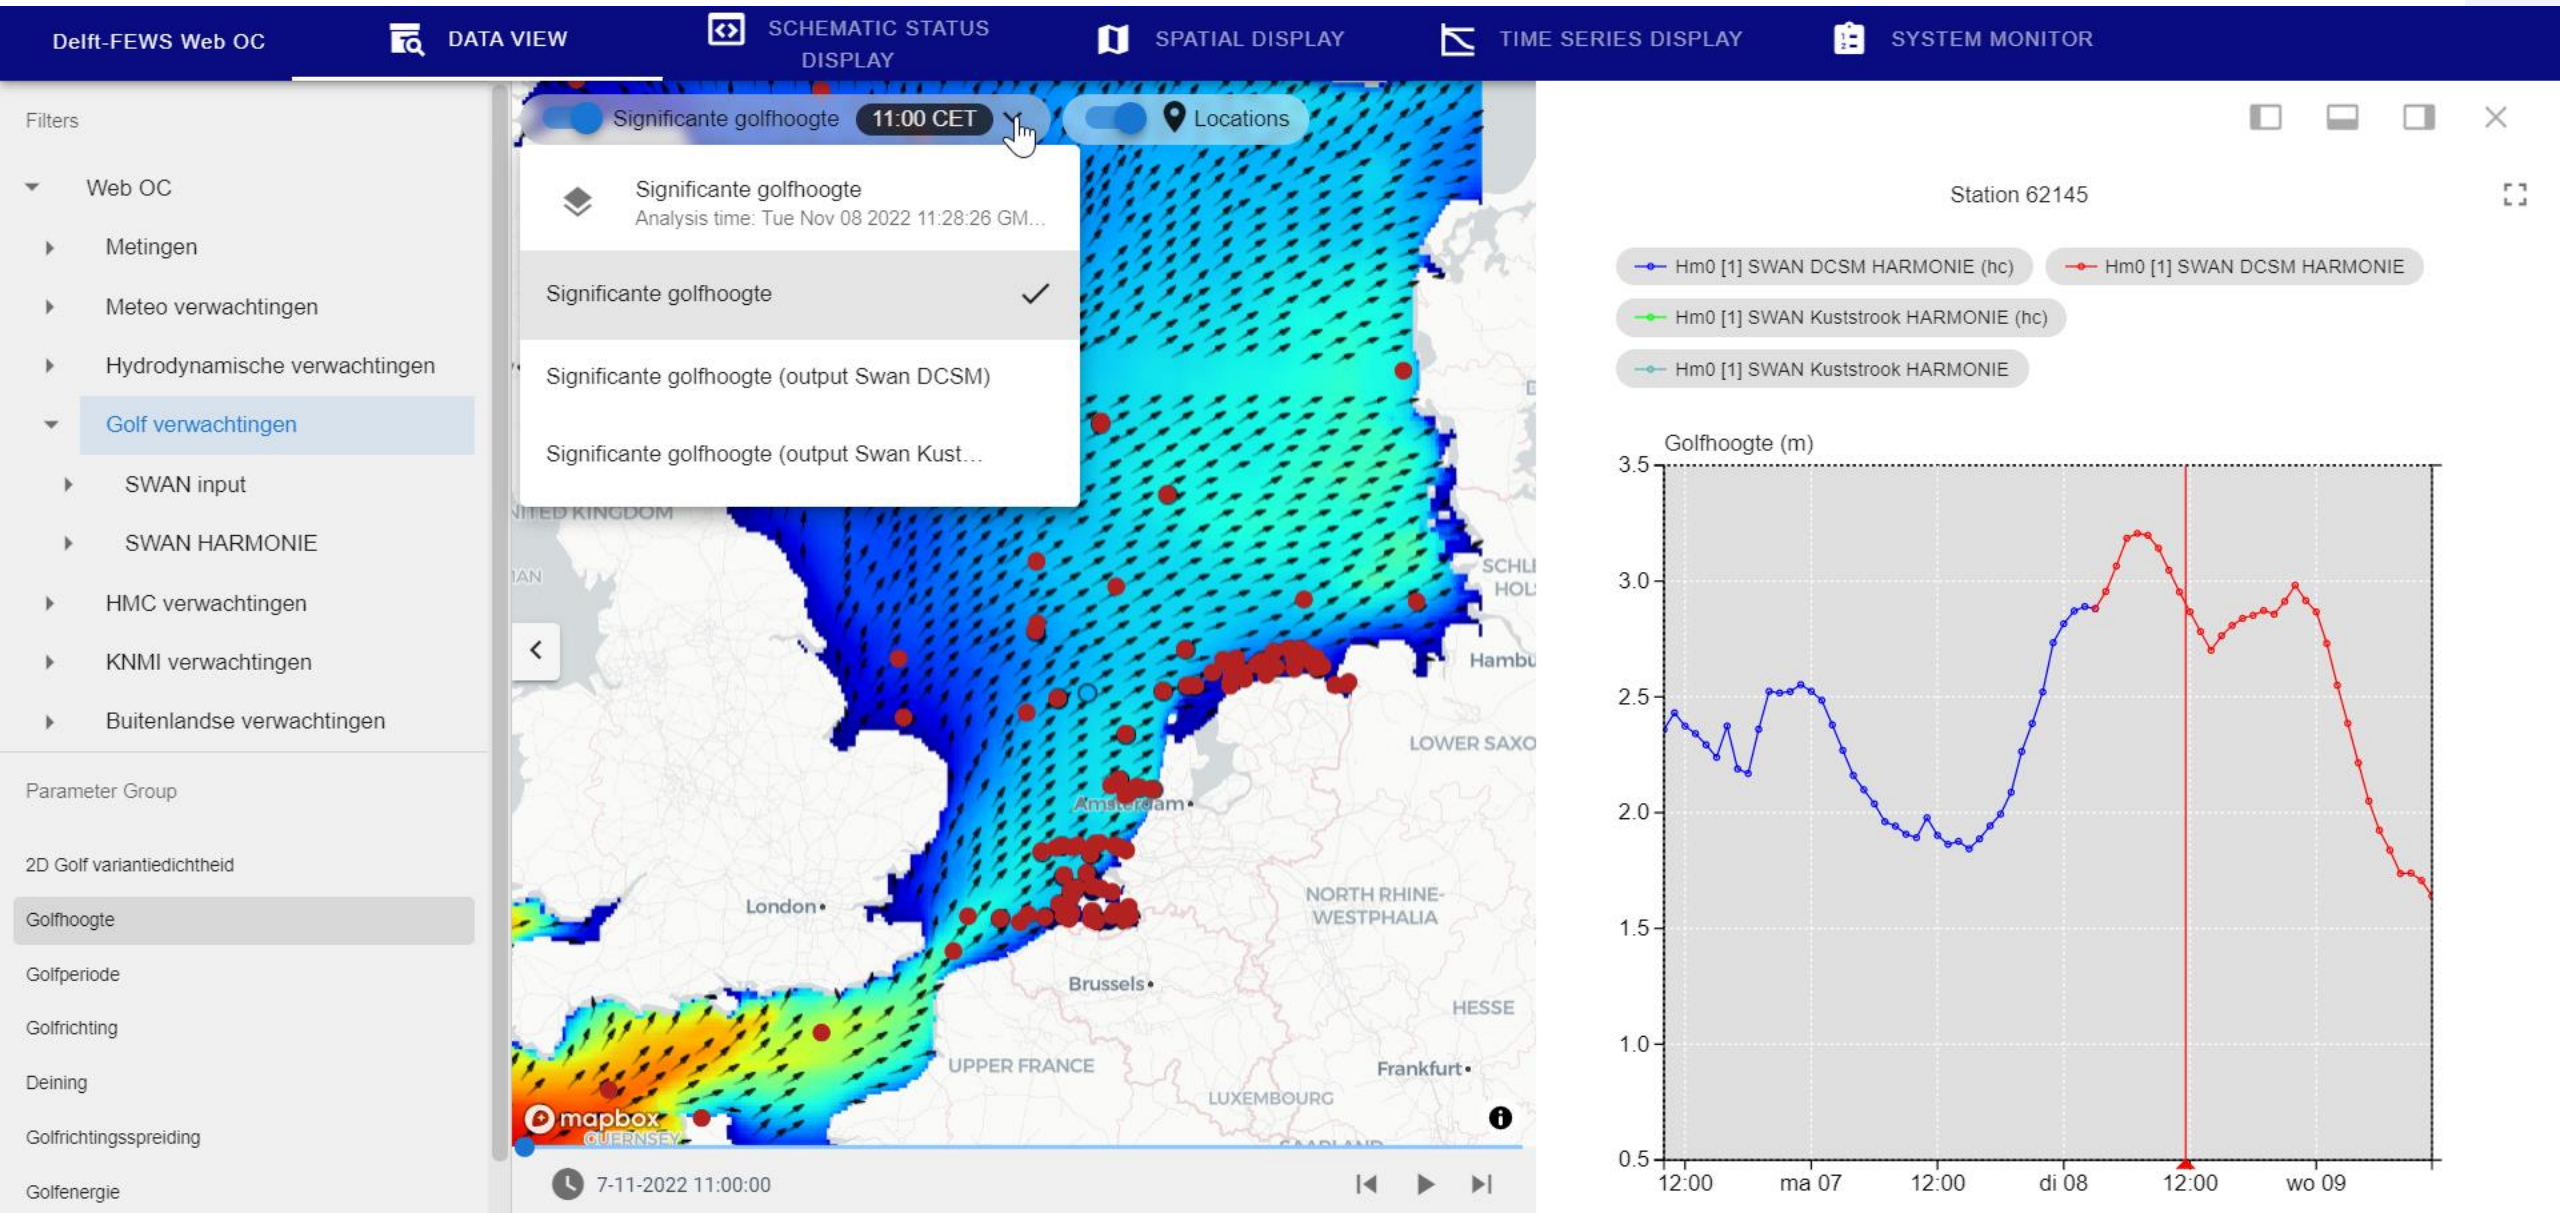 Delft-FEWS Web OC
DATA VIEW
SCHEMATIC STATUS
DISPLAY
SPATIAL DISPLAY
TIME SERIES DISPLAY
SYSTEM MONITOR
Filters
Web OC
Metingen
Meteo verwachtingen
Hydrodynamische verwachtingen
Golf verwachtingen
SWAN input
SWAN HARMONIE
HMC verwachtingen
KNMI verwachtingen
Buitenlandse verwachtingen
Parameter Group
2D Golf variantiedichtheid
Golfhoogte
Golfperiode
Golfrichting
Deining
Golfrichtingsspreiding
Golfenergie
Significante golfhoogte 11:00 CET
Locations
Significante golfhoogte
Analysis time: Tue Nov 08 2022 11:28:26 GM...
Significante golfhoogte
Significante golfhoogte (output Swan DCSM)
Significante golfhoogte (output Swan Kust...
UNITED KINGDOM
SCHLE
HOLS
Hambu
LOWER SAXO
Amsterdam
London
NORTH RHINE-
WESTPHALIA
Brussels
HESSE
UPPER FRANCE
Frankfurt
LUXEMBOURG
mapbox
GUERNSEY
SAARLAND
7-11-2022 11:00:00
Station 62145
Hm0 [1] SWAN DCSM HARMONIE (hc)
Hm0 [1] SWAN DCSM HARMONIE
Hm0 [1] SWAN Kuststrook HARMONIE (hc)
Hm0 [1] SWAN Kuststrook HARMONIE
Golfhoogte (m)
3.5
3.0
2.5
2.0
1.5
1.0
0.5
12:00 ma 07 12:00 di 08 12:00 wo 09